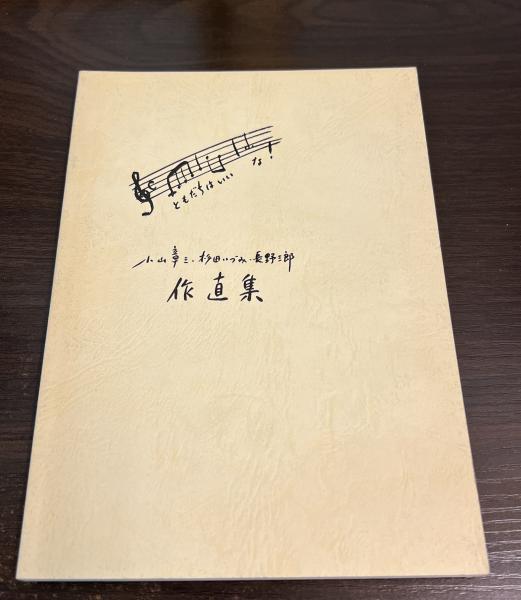 ともだちはいいな!
小山章三・杉田いづみ・長野三郎
作直集